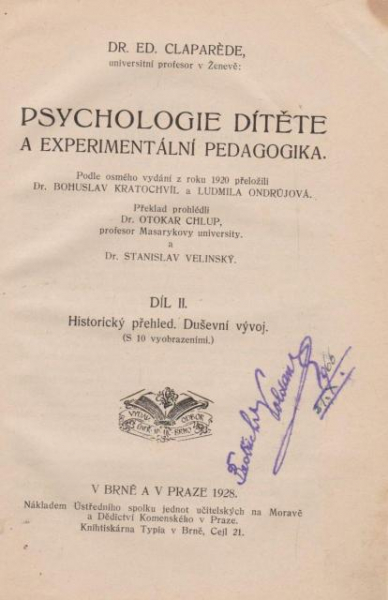 DR. ED. CLAPARÈDE,
universitní profesor v Ženevě:
PSYCHOLOGIE DÍTĚTE
A EXPERIMENTÁLNÍ PEDAGOGIKA.
Podle osmého vydání z roku 1920 přeložili
Dr. BOHUSLAV KRATOCHVÍL a LUDMILA ONDRŮJOVÁ.
Překlad prohlédli
Dr. OTOKAR CHLUP,
profesor Masarykovy university.
a
Dr. STANISLAV VELINSKÝ.
DÍL II.
Historický přehled. Duševní vývoj.
(S 10 vyobrazeními.)
V BRNĚ A V PRAZE 1928.
Nákladem Ústředního spolku jednot učitelských na Moravě
a Dědictví Komenského v Praze.
Knihtiskárna Typia v Brně, Cejl 21.